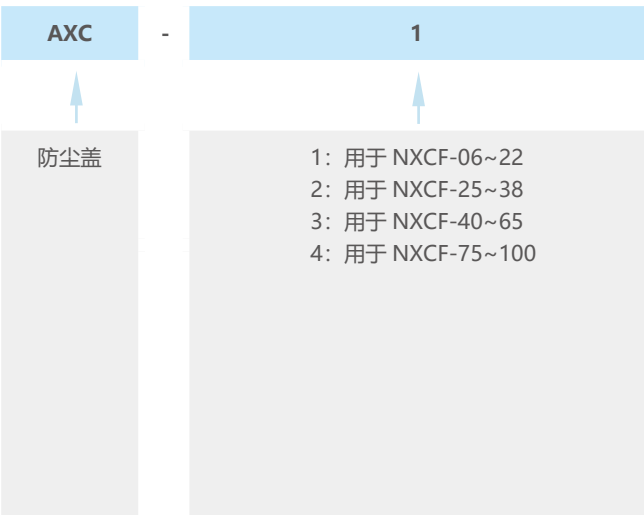 AXC - 1
防尘盖
1：用于 NXCF-06~22
2：用于 NXCF-25~38
3：用于 NXCF-40~65
4：用于 NXCF-75~100